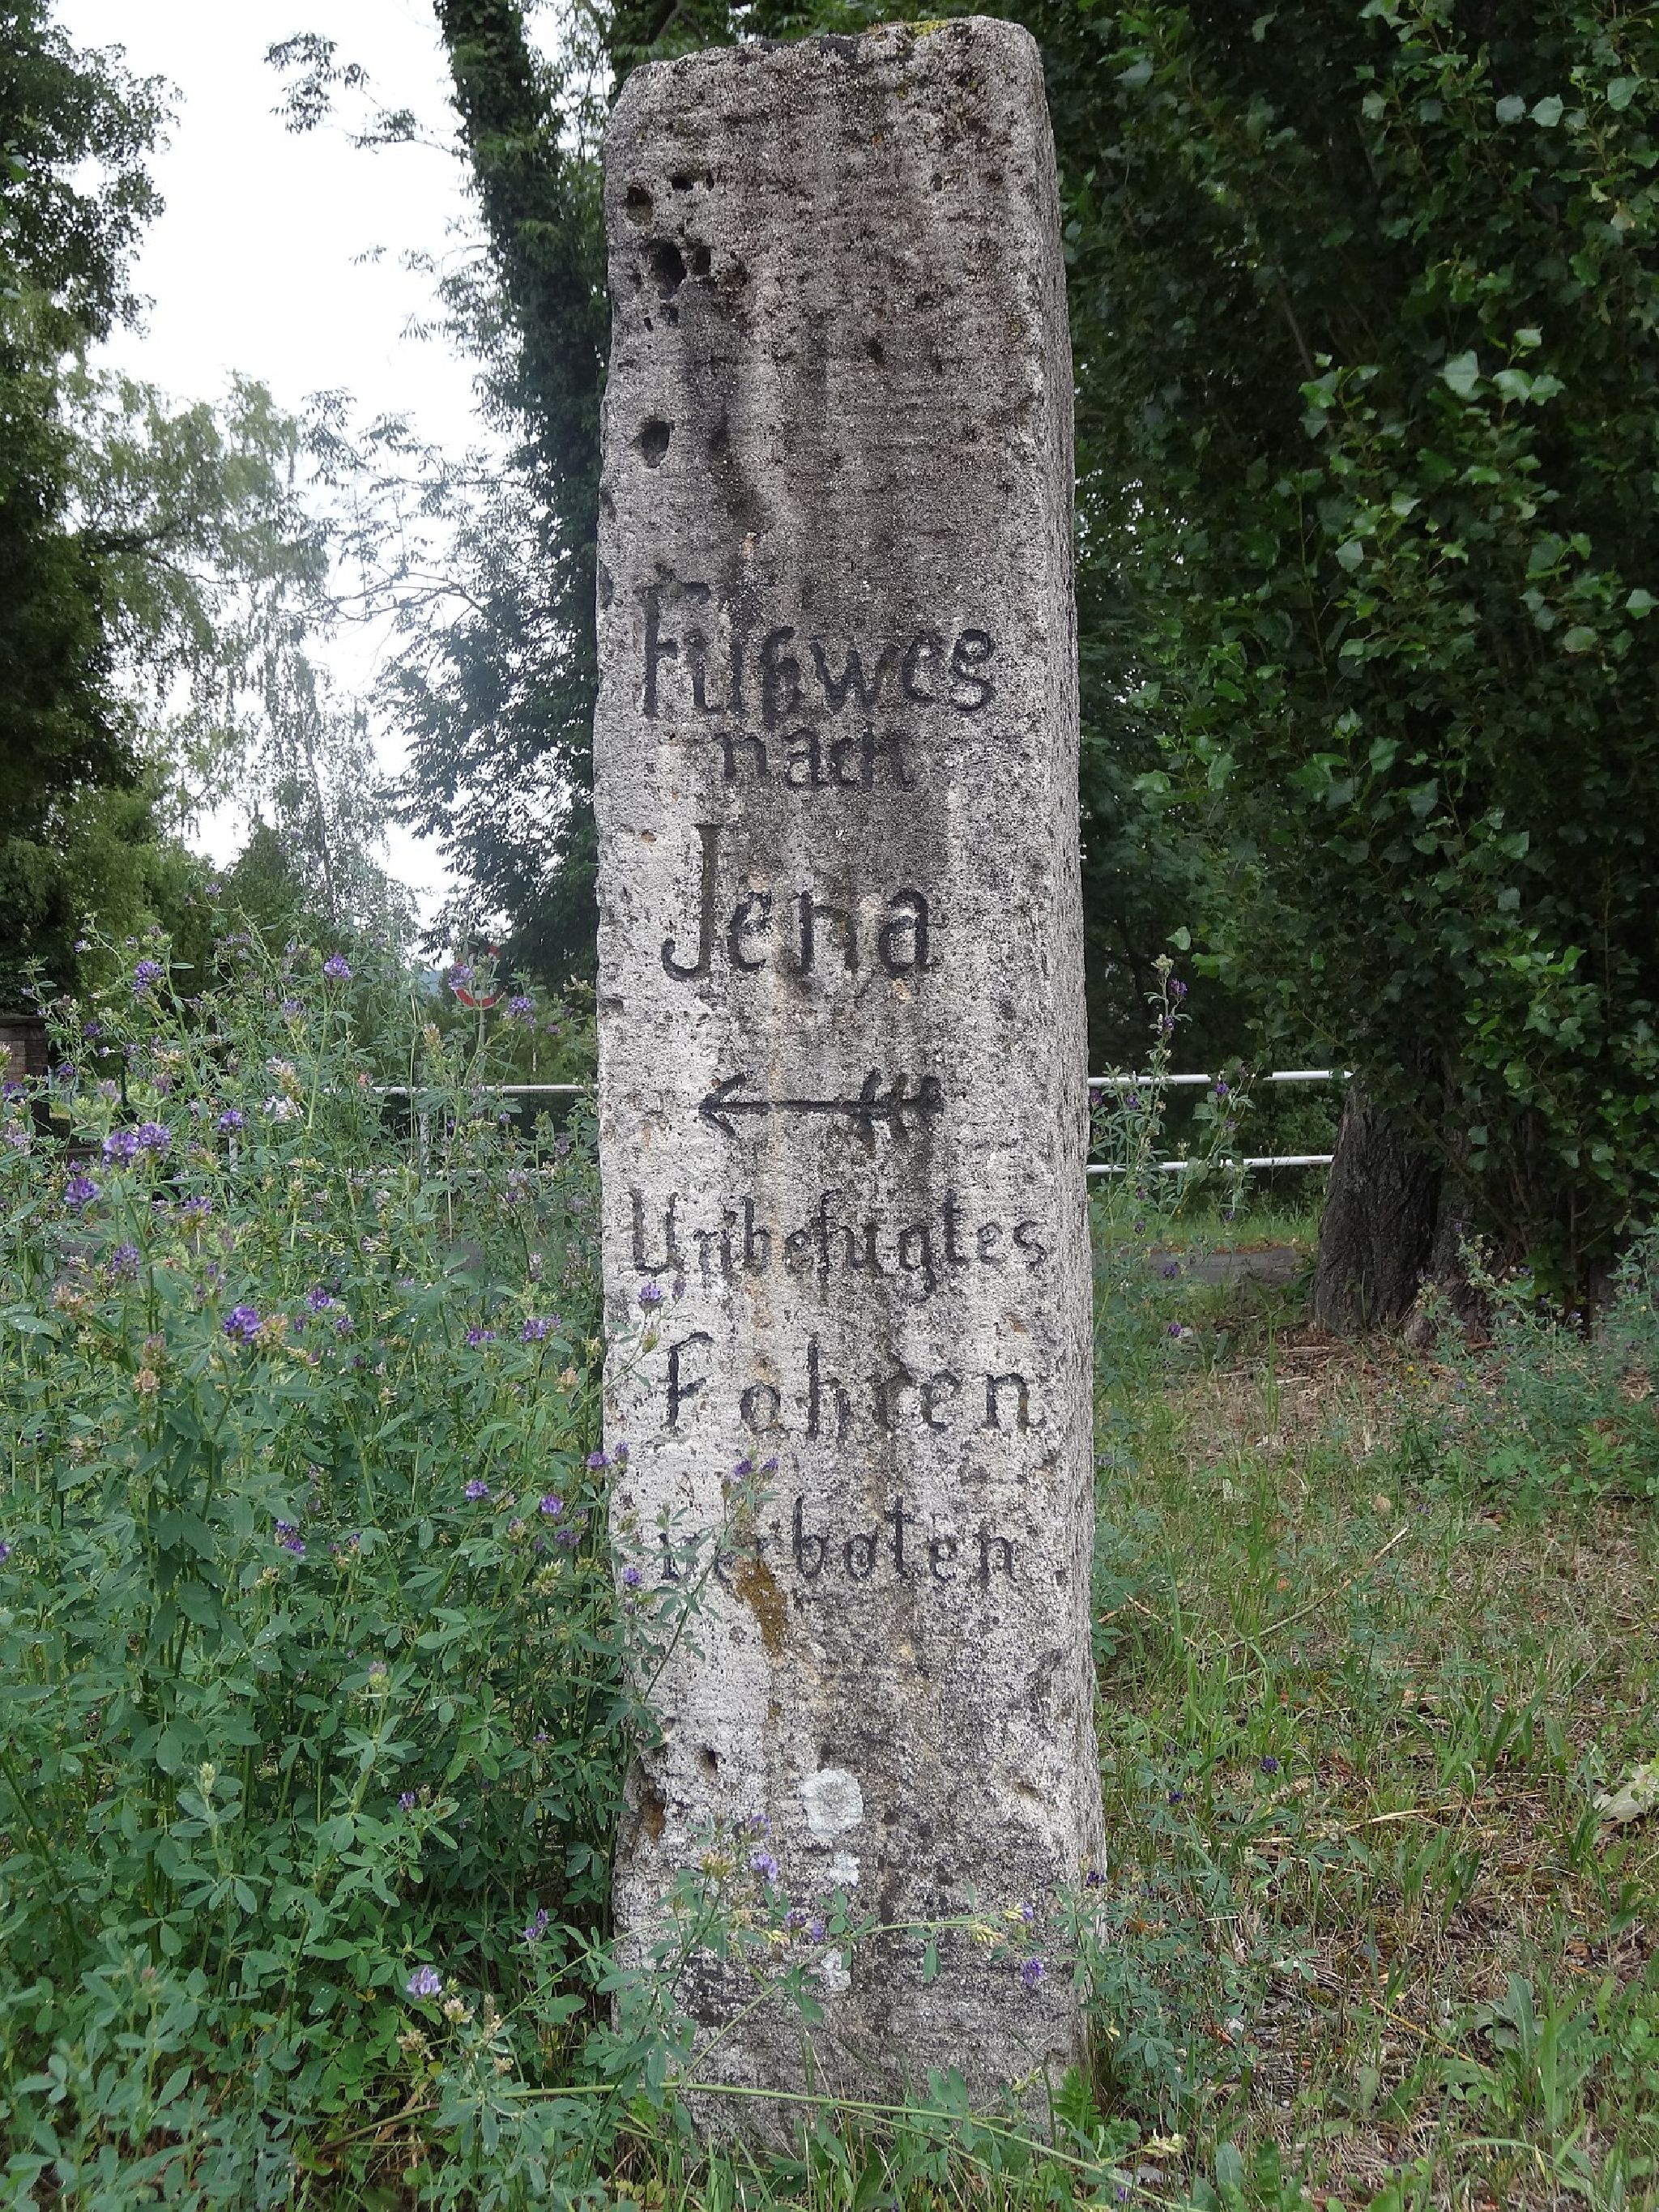 Fußweg
nach
Jena
Unbefugtes
Fahren
verboten